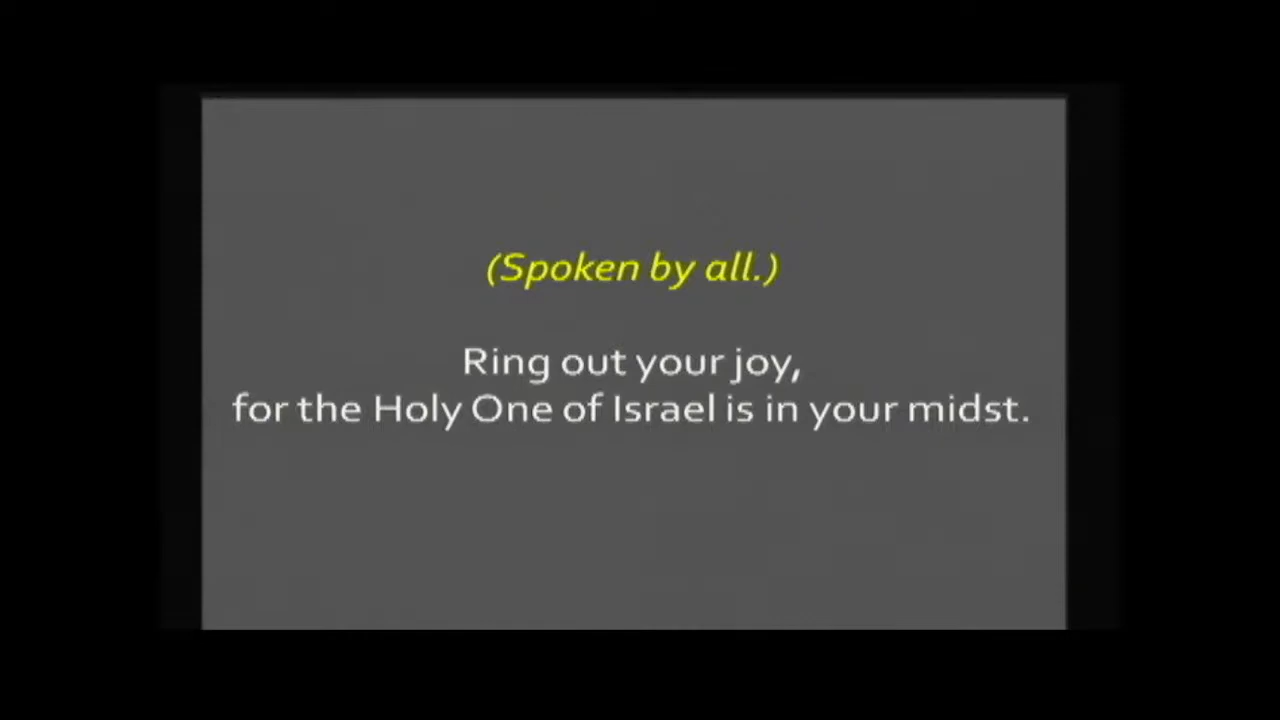 (Spoken by all.)
Ring out your joy,
for the Holy One of Israel is in your midst.